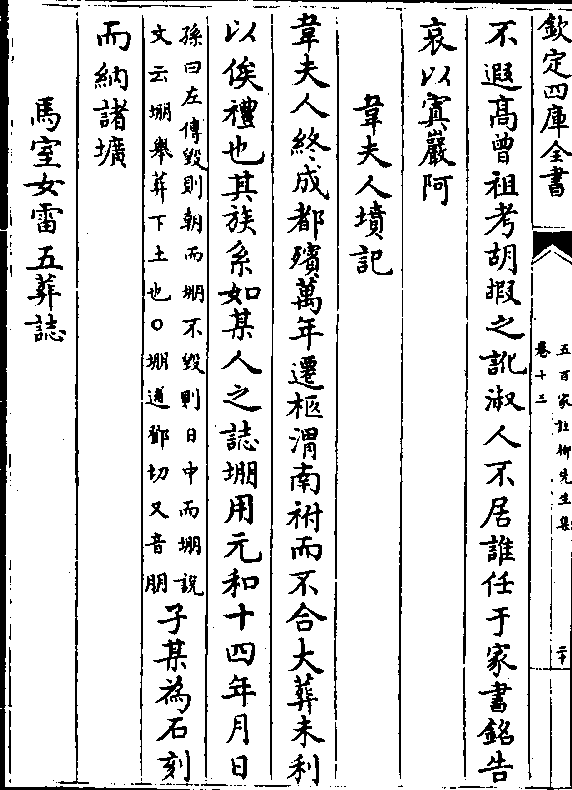 欽定四庫全書
五百家註柳先生集
卷十三
二十
不遐高曾祖考胡嘏之訛淑人不居誰任于家書銘告
哀以窴巖阿
韋夫人墳記
韋夫人終成都殯萬年遷柩渭南祔而不合大葬未利
以俟禮也其族系如某人之誌堋用元和十四年月日
孫曰左傳毀則朝而堋不毀則日中而堋說
文云堋舉葬下土也○堋逋鄧切又音朋
子某為石刻
而納諸壙
馬室女雷五葬誌